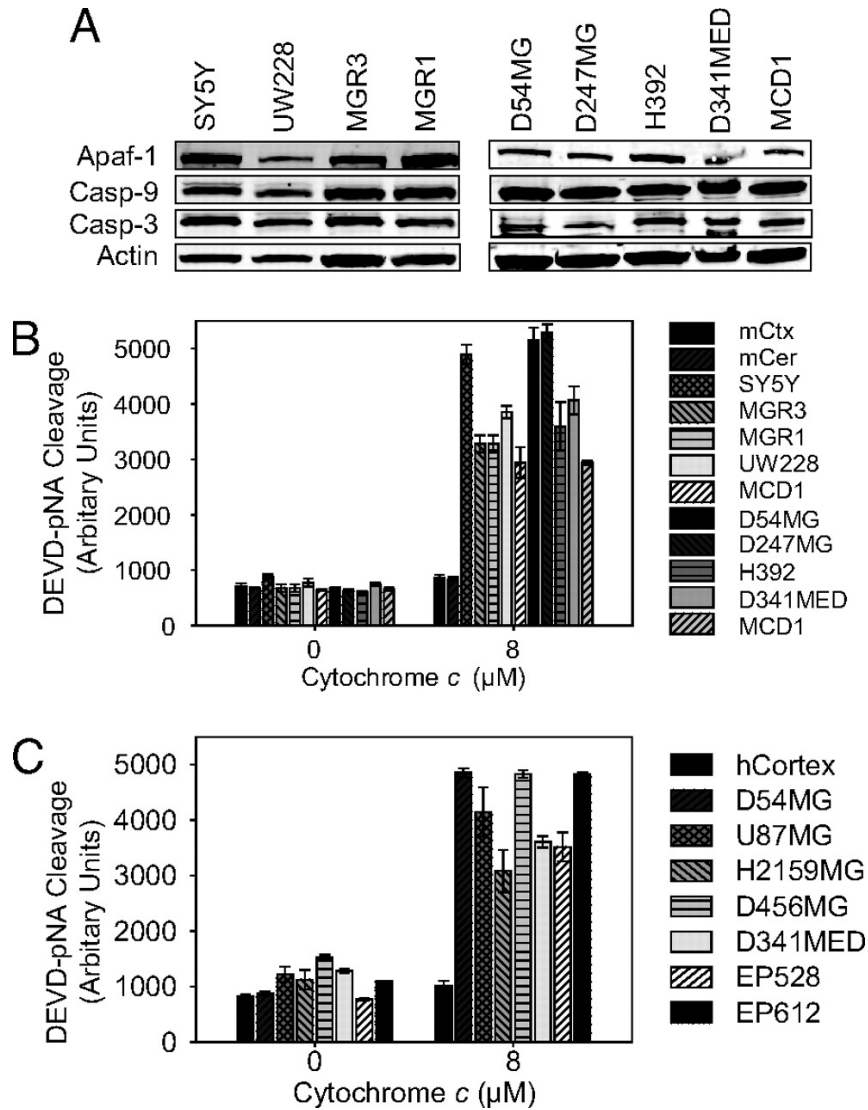 A
SY5Y
UW228
MGR3
MGR1
D54MG
D247MG
H392
D341MED
MCD1
Apaf-1
Casp-9
Casp-3
Actin
B
DEVD-pNA Cleavage
(Arbitary Units)
5000
4000
3000
2000
1000
0
0
8
Cytochrome c (µM)
mCtx
mCer
SY5Y
MGR3
MGR1
UW228
MCD1
D54MG
D247MG
H392
D341MED
MCD1
C
DEVD-pNA Cleavage
(Arbitary Units)
5000
4000
3000
2000
1000
0
0
8
Cytochrome c (µM)
hCortex
D54MG
U87MG
H2159MG
D456MG
D341MED
EP528
EP612